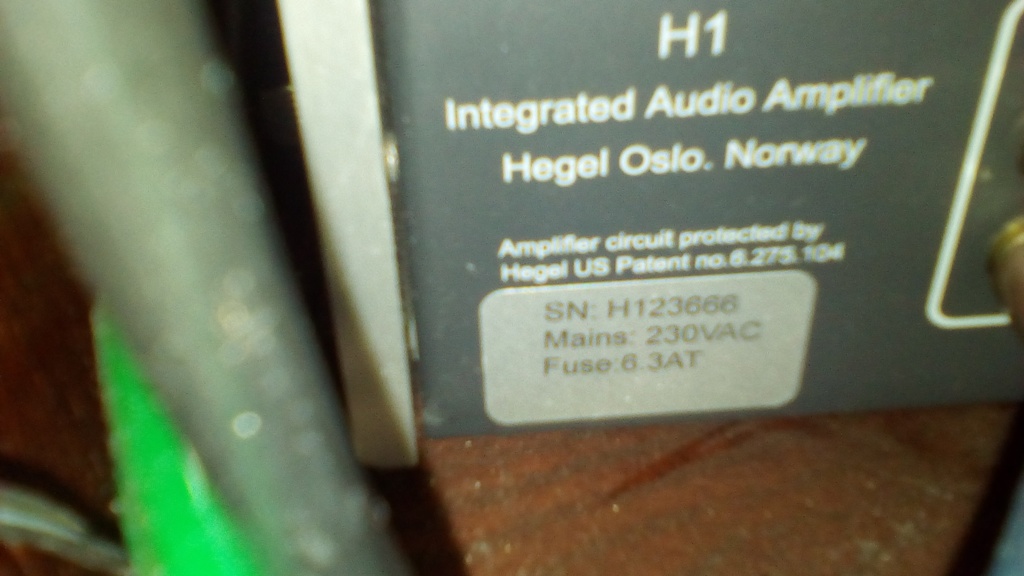 H1
Integrated Audio Amplifier
Hegel Oslo. Norway
Amplifier circuit protected by
Hegel US Patent no.6.275.104
SN: H123666
Mains: 230VAC
Fuse:6.3AT